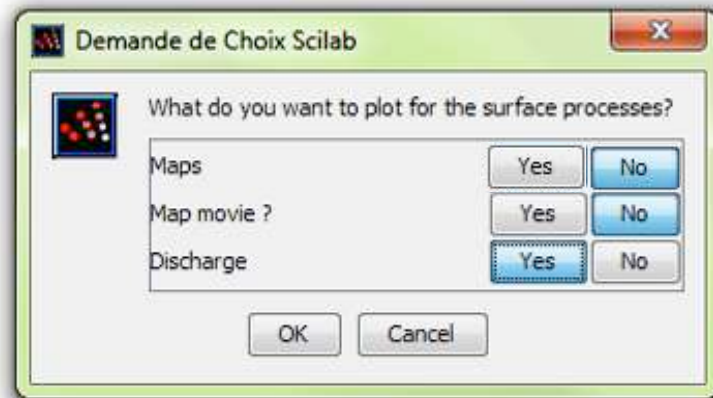 Demande de Choix Scilab
What do you want to plot for the surface processes?
Maps Yes No
Map movie ? Yes No
Discharge Yes No
OK Cancel